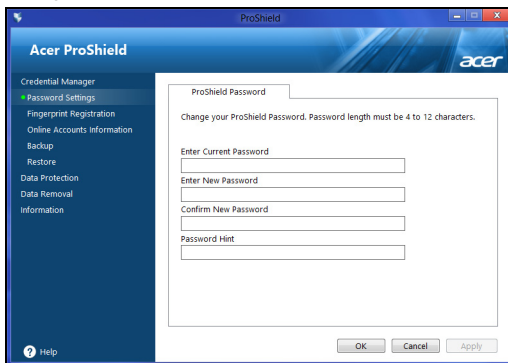 ProShield
Acer ProShield
acer
Credential Manager
Password Settings
Fingerprint Registration
Online Accounts Information
Backup
Restore
Data Protection
Data Removal
Information
Help
ProShield Password
Change your ProShield Password. Password length must be 4 to 12 characters.
Enter Current Password
Enter New Password
Confirm New Password
Password Hint
OK Cancel Apply